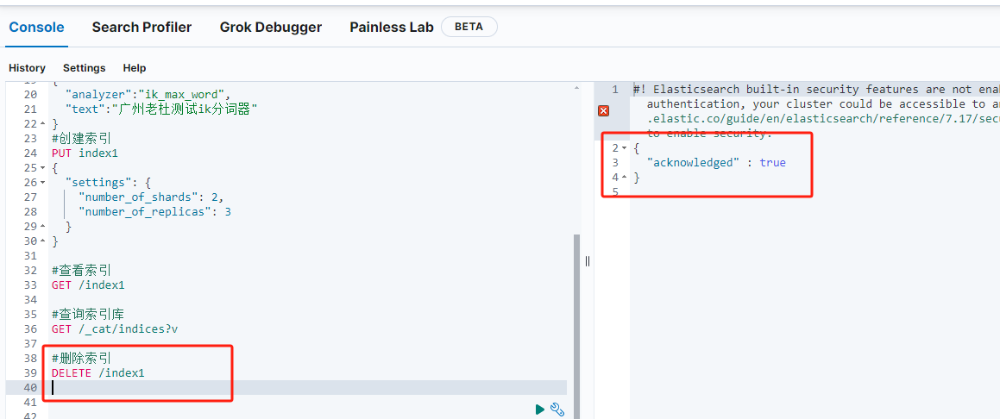 Console Search Profiler Grok Debugger Painless Lab BETA
History Settings Help
{
20 "analyzer":"ik_max_word",
21 "text":"广州老杜测试ik分词器"
22 }
23 #创建索引
24 PUT index1
25 {
26 "settings": {
27 "number_of_shards": 2,
28 "number_of_replicas": 3
29 }
30 }
31
32 #查看索引
33 GET /index1
34
35 #查询索引库
36 GET /_cat/indices?v
37
38 #删除索引
39 DELETE /index1
40
41
42
1 #! Elasticsearch built-in security features are not enab
authentication, your cluster could be accessible to an
.elastic.co/guide/en/elasticsearch/reference/7.17/secu
to enable security.
2 {
3 "acknowledged" : true
4 }
5